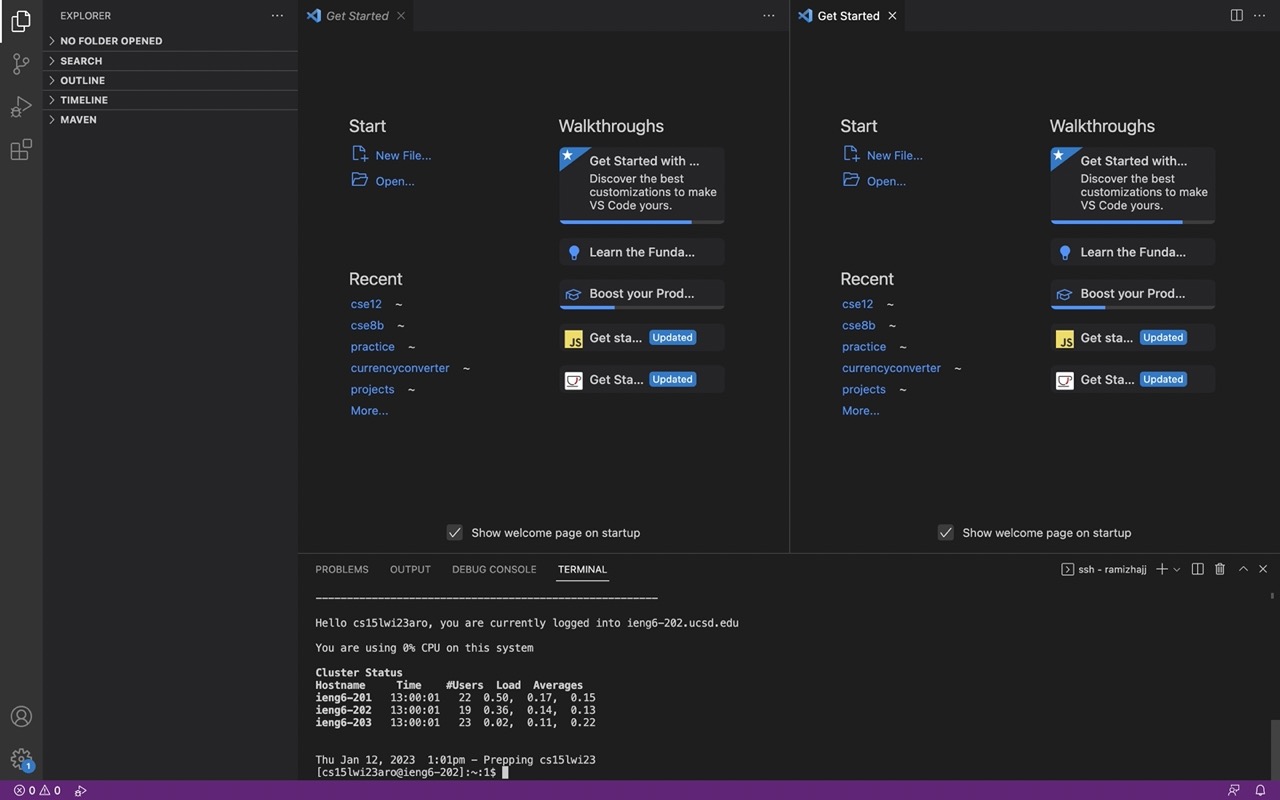 EXPLORER
NO FOLDER OPENED
SEARCH
OUTLINE
TIMELINE
MAVEN
1
Get Started
Start
New File...
Open...
Recent
cse12 ~
cse8b ~
practice ~
currencyconverter ~
projects ~
More...
Walkthroughs
Get Started with ...
Discover the best
customizations to make
VS Code yours.
Learn the Funda...
Boost your Prod...
JS Get sta... Updated
Get Sta... Updated
Show welcome page on startup
Get Started
Start
New File...
Open...
Recent
cse12 ~
cse8b ~
practice ~
currencyconverter ~
projects ~
More...
Walkthroughs
Get Started with...
Discover the best
customizations to make
VS Code yours.
Learn the Funda...
Boost your Prod...
JS Get sta... Updated
Get Sta... Updated
Show welcome page on startup
PROBLEMS OUTPUT DEBUG CONSOLE TERMINAL ssh - ramizhajj
Hello cs15lwi23aro, you are currently logged into ieng6-202.ucsd.edu
You are using 0% CPU on this system
Cluster Status
Hostname Time #Users Load Averages
ieng6-201 13:00:01 22 0.50, 0.17, 0.15
ieng6-202 13:00:01 19 0.36, 0.14, 0.13
ieng6-203 13:00:01 23 0.02, 0.11, 0.22
Thu Jan 12, 2023 1:01pm - Prepping cs15lwi23
[cs15lwi23aro@ieng6-202]:~:1$
0 0